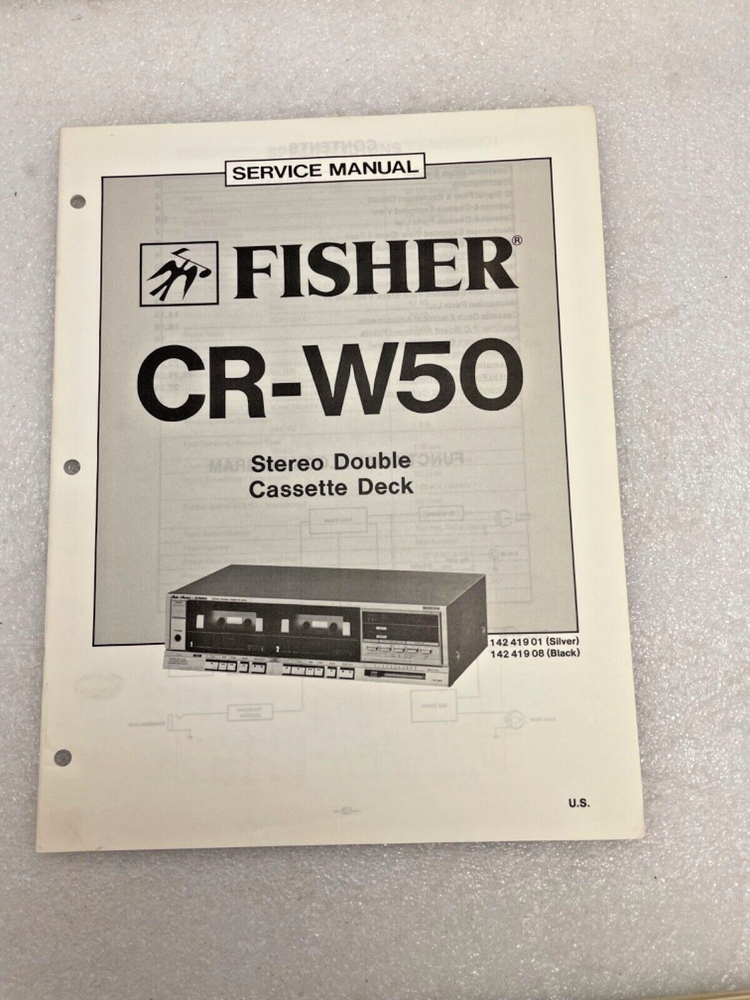 SERVICE MANUAL
FISHER®
CR-W50
Stereo Double
Cassette Deck
142 419 01 (Silver)
142 419 08 (Black)
U.S.